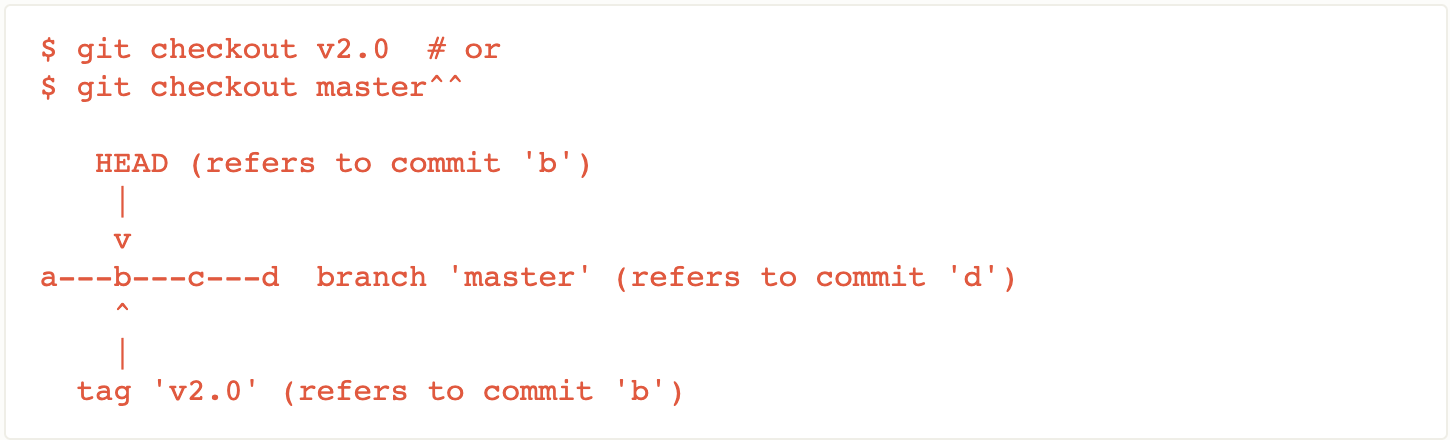 $ git checkout v2.0  # or
$ git checkout master^^

   HEAD (refers to commit 'b')
    |
    v
a---b---c---d  branch 'master' (refers to commit 'd')
    ^
    |
  tag 'v2.0' (refers to commit 'b')